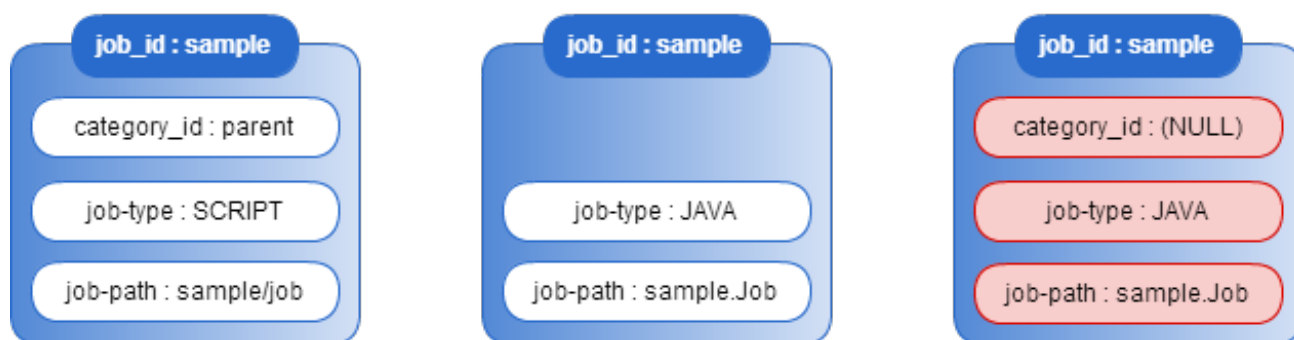 job_id : sample
category_id : parent
job-type : SCRIPT
job-path : sample/job
job_id : sample
job-type : JAVA
job-path : sample.Job
job_id : sample
category_id : (NULL)
job-type : JAVA
job-path : sample.Job